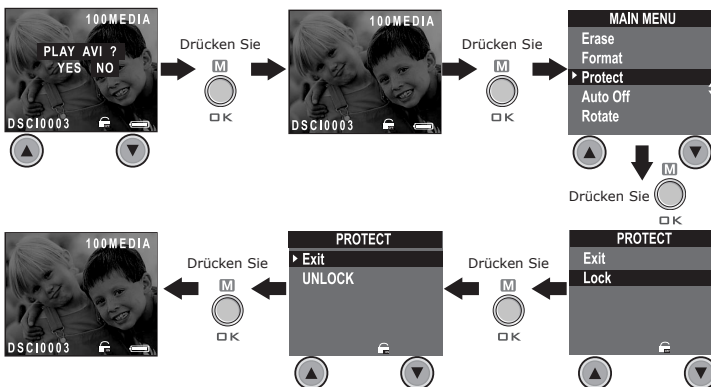 100MEDIA
PLAY AVI ?
YES NO
DSCI0003
Drücken Sie
M
OK
100MEDIA
DSCI0003
Drücken Sie
M
OK
MAIN MENU
Erase
Format
Protect
Auto Off
Rotate
Drücken Sie
M
OK
PROTECT
Exit
Lock
Drücken Sie
M
OK
PROTECT
Exit
UNLOCK
Drücken Sie
M
OK
100MEDIA
DSCI0003